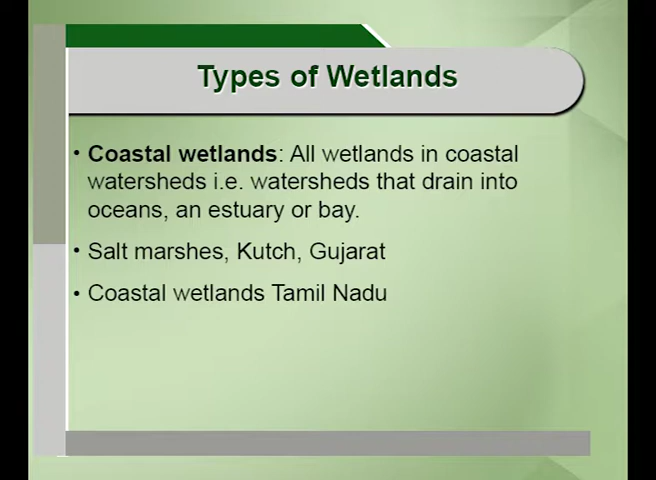 Types of Wetlands
• Coastal wetlands: All wetlands in coastal
watersheds i.e. watersheds that drain into
oceans, an estuary or bay.
• Salt marshes, Kutch, Gujarat
• Coastal wetlands Tamil Nadu